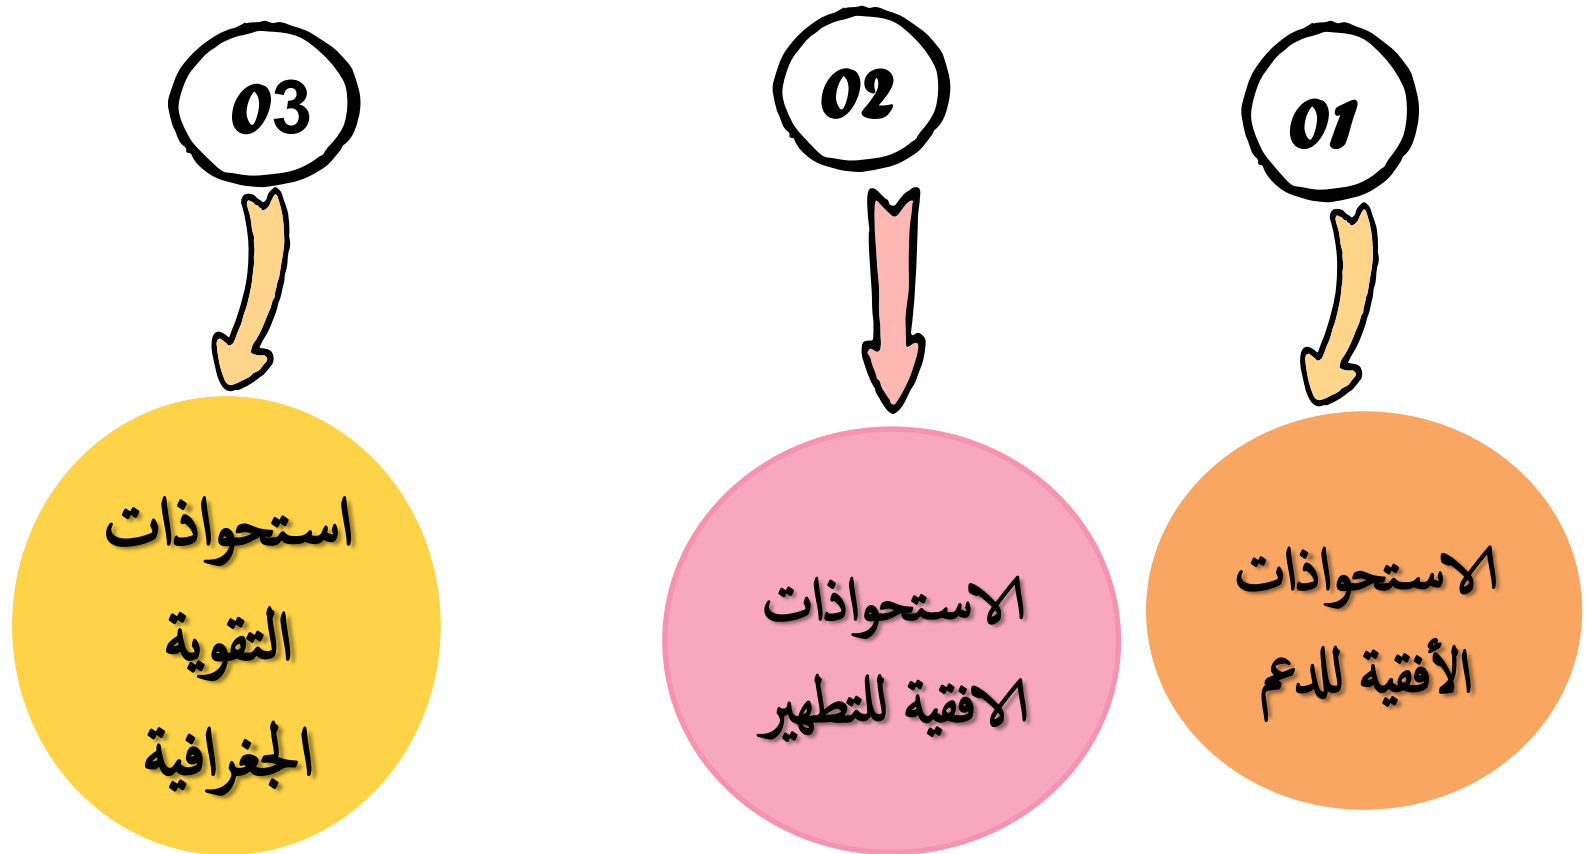 01
الاستحواذات
الأفقية للدعم
02
الاستحواذات
الافقية للتطهير
03
استحواذات
التقوية
الجغرافية